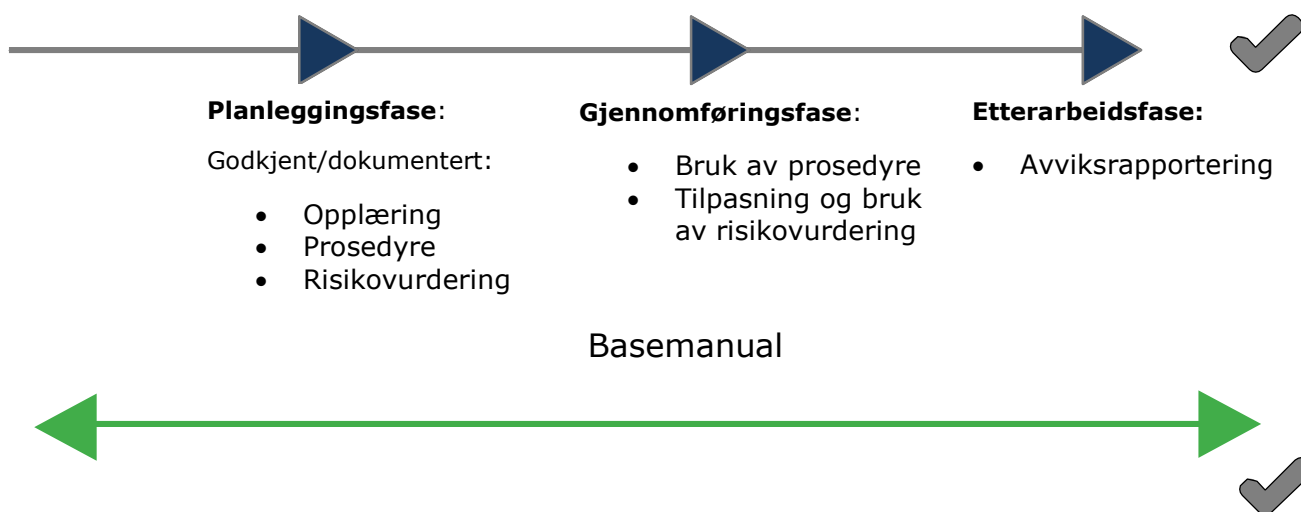 Planleggingsfase:
Godkjent/dokumentert:
• Opplæring
• Prosedyre
• Risikovurdering
Gjennomføringsfase:
• Bruk av prosedyre
• Tilpasning og bruk
av risikovurdering
Etterarbeidsfase:
• Avviksrapportering
Basemanual